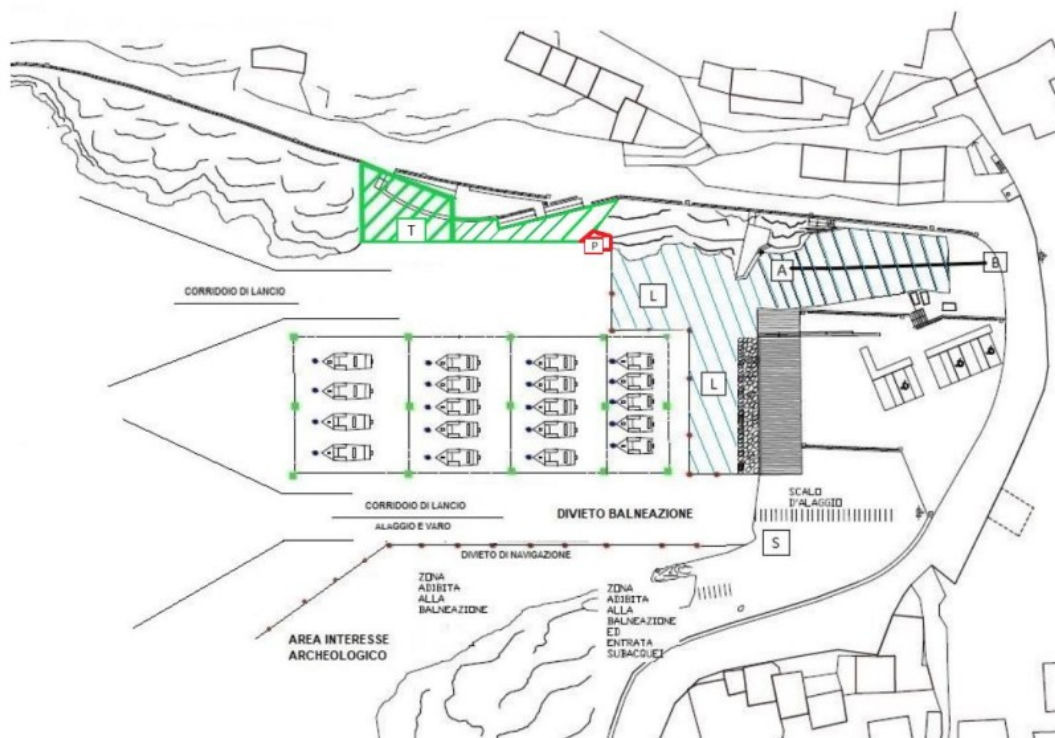 T
P
A
B
CORRIDOIO DI LANCIO
L
L
CORRIDOIO DI LANCIO
ALAGGIO E VARO
DIVIETO BALNEAZIONE
SCALO
D'ALAGGIO
S
DIVIETO DI NAVIGAZIONE
ZONA
ADIBITA
ALLA
BALNEAZIONE
ZONA
ADIBITA
ALLA
BALNEAZIONE
ED
ENTRATA
SUBACQUEI
AREA INTERESSE
ARCHEOLOGICO